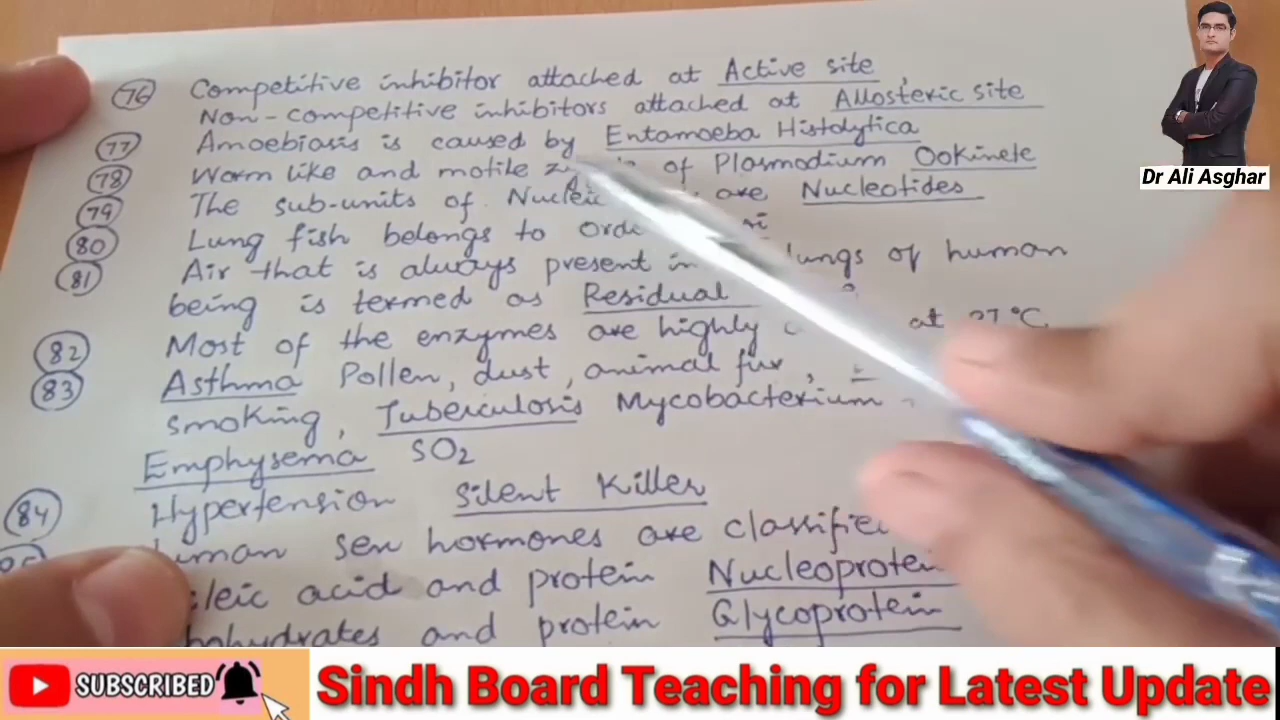 76 Competitive inhibitor attached at Active site,
Non-competitive inhibitors attached at Allosteric site
77 Amoebiasis is caused by Entamoeba Histolytica
78 Worm like and motile of Plasmodium Ookinete
79 The sub-units of are Nucleotides
80 Lung fish belongs to
81 Air that is always present in lungs of human
being is termed as Residual
82 Most of the enzymes are highly at 37°C
83 Asthma Pollen, dust, animal fur,
smoking, Tuberculosis Mycobacterium
Emphysema SO2
84 Hypertension Silent Killer
sex hormones are
acid and protein
and protein Glycoprotein
Dr Ali Asghar
SUBSCRIBED Sindh Board Teaching for Latest Update